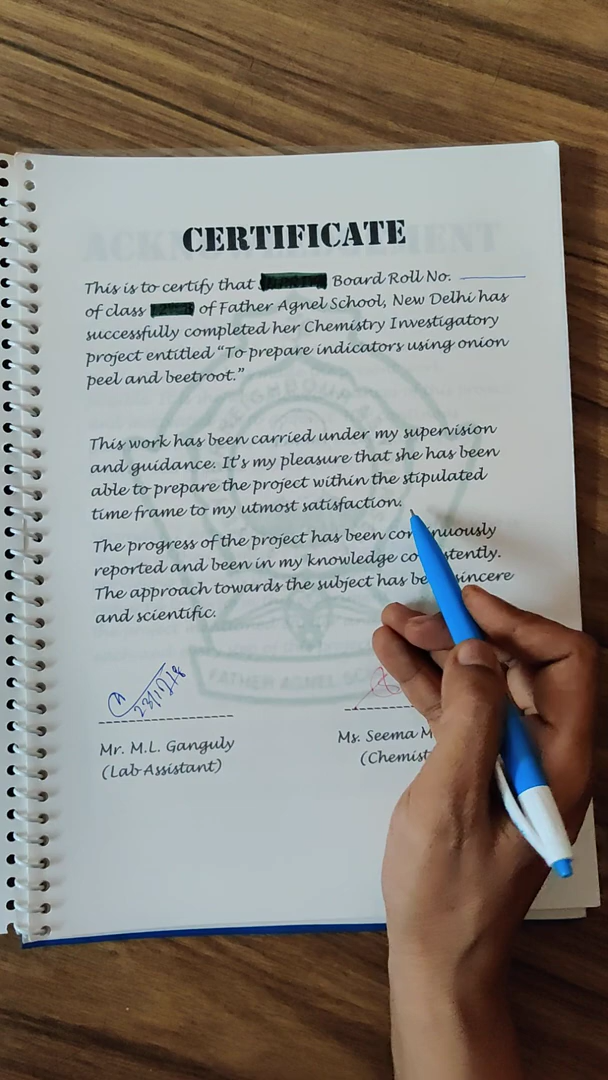 CERTIFICATE
This is to certify that Board Roll No.
of class of Father Agnel School, New Delhi has
successfully completed her Chemistry Investigatory
project entitled “To prepare indicators using onion
peel and beetroot.”
This work has been carried under my supervision
and guidance. It's my pleasure that she has been
able to prepare the project within the stipulated
time frame to my utmost satisfaction.
The progress of the project has been
reported and been in my knowledge
The approach towards the subject has sincere
and scientific.
FATHER AGNEL
Mr. M.L. Ganguly
(Lab Assistant)
Ms. Seema